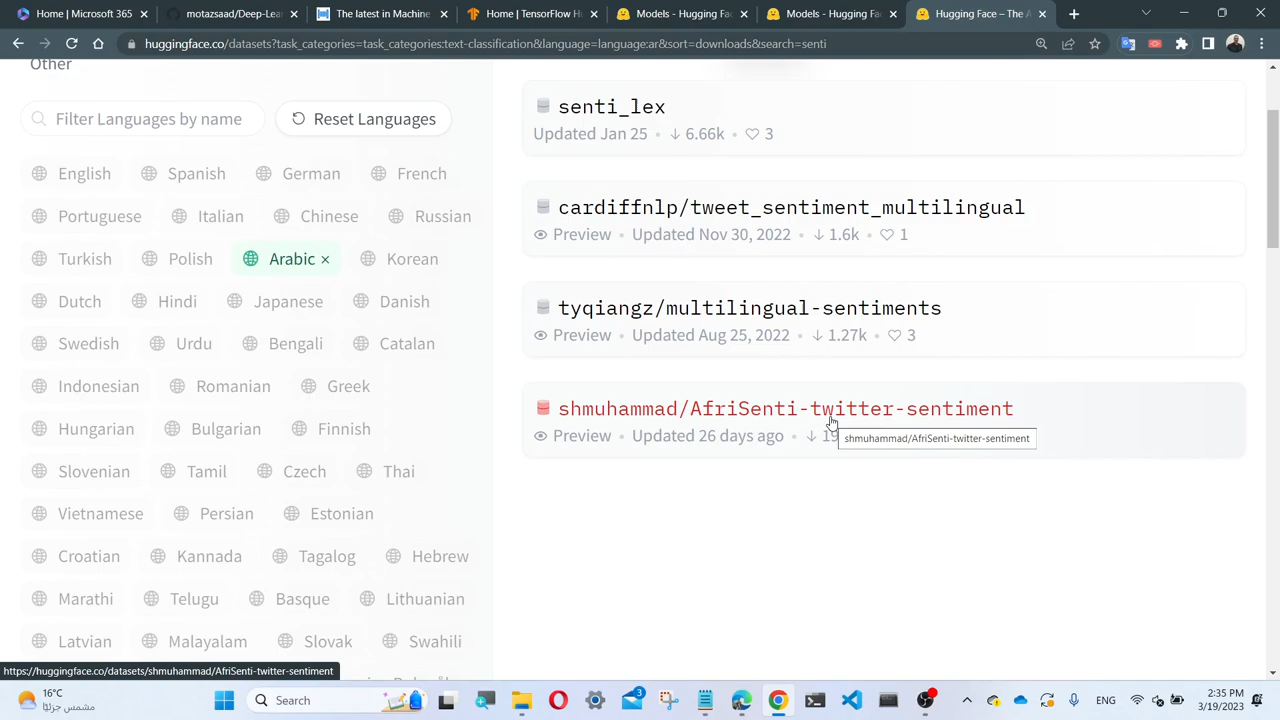 Home | Microsoft 365
motazsaad/Deep-Lear
The latest in Machine
Home | TensorFlow H
Models - Hugging Fa
Models - Hugging Fa
Hugging Face – The A
huggingface.co/datasets?task_categories=task_categories:text-classification&language=language:ar&sort=downloads&search=senti
Other
Filter Languages by name
Reset Languages
English Spanish German French
Portuguese Italian Chinese Russian
Turkish Polish Arabic × Korean
Dutch Hindi Japanese Danish
Swedish Urdu Bengali Catalan
Indonesian Romanian Greek
Hungarian Bulgarian Finnish
Slovenian Tamil Czech Thai
Vietnamese Persian Estonian
Croatian Kannada Tagalog Hebrew
Marathi Telugu Basque Lithuanian
Latvian Malayalam Slovak Swahili
senti_lex
Updated Jan 25 • ↓ 6.66k • ♡ 3
cardiffnlp/tweet_sentiment_multilingual
Preview • Updated Nov 30, 2022 • ↓ 1.6k • ♡ 1
tyqiangz/multilingual-sentiments
Preview • Updated Aug 25, 2022 • ↓ 1.27k • ♡ 3
shmuhammad/AfriSenti-twitter-sentiment
Preview • Updated 26 days ago • ↓ 19
shmuhammad/AfriSenti-twitter-sentiment
https://huggingface.co/datasets/shmuhammad/AfriSenti-twitter-sentiment
16°C
مشمس جزئيًا
Search
3
ENG
2:35 PM
3/19/2023